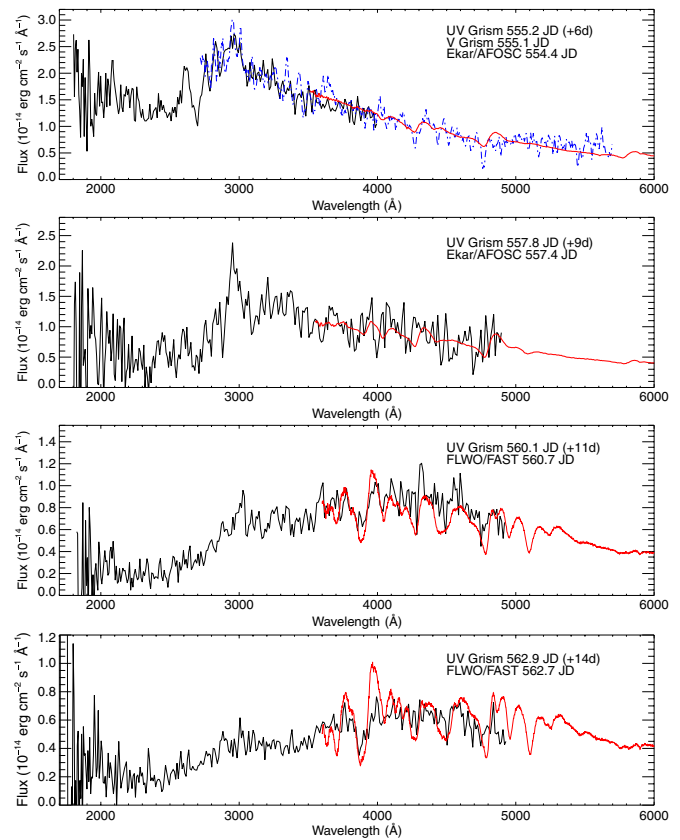 UV Grism 555.2 JD (+6d)
V Grism 555.1 JD
Ekar/AFOSC 554.4 JD
Flux (10⁻¹⁴ erg cm⁻² s⁻¹ Å⁻¹)
3.0
2.5
2.0
1.5
1.0
0.5
0.0
2000 3000 4000 5000 6000
Wavelength (Å)
UV Grism 557.8 JD (+9d)
Ekar/AFOSC 557.4 JD
Flux (10⁻¹⁴ erg cm⁻² s⁻¹ Å⁻¹)
2.5
2.0
1.5
1.0
0.5
0.0
2000 3000 4000 5000 6000
Wavelength (Å)
UV Grism 560.1 JD (+11d)
FLWO/FAST 560.7 JD
Flux (10⁻¹⁴ erg cm⁻² s⁻¹ Å⁻¹)
1.4
1.2
1.0
0.8
0.6
0.4
0.2
0.0
2000 3000 4000 5000 6000
Wavelength (Å)
UV Grism 562.9 JD (+14d)
FLWO/FAST 562.7 JD
Flux (10⁻¹⁴ erg cm⁻² s⁻¹ Å⁻¹)
1.2
1.0
0.8
0.6
0.4
0.2
0.0
2000 3000 4000 5000 6000
Wavelength (Å)